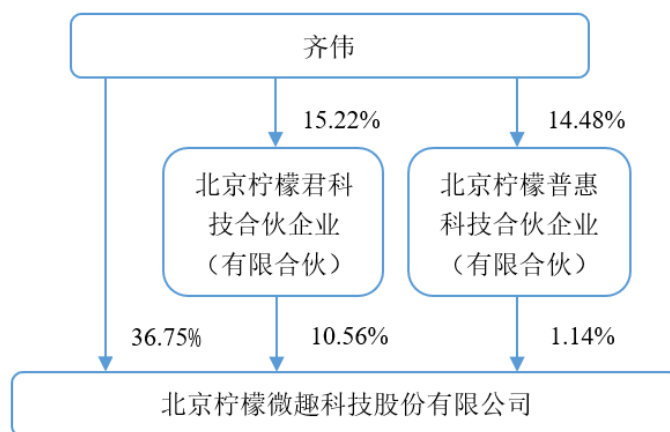 齐伟
15.22%
14.48%
北京柠檬君科
技合伙企业
（有限合伙）
北京柠檬普惠
科技合伙企业
（有限合伙）
36.75%
10.56%
1.14%
北京柠檬微趣科技股份有限公司